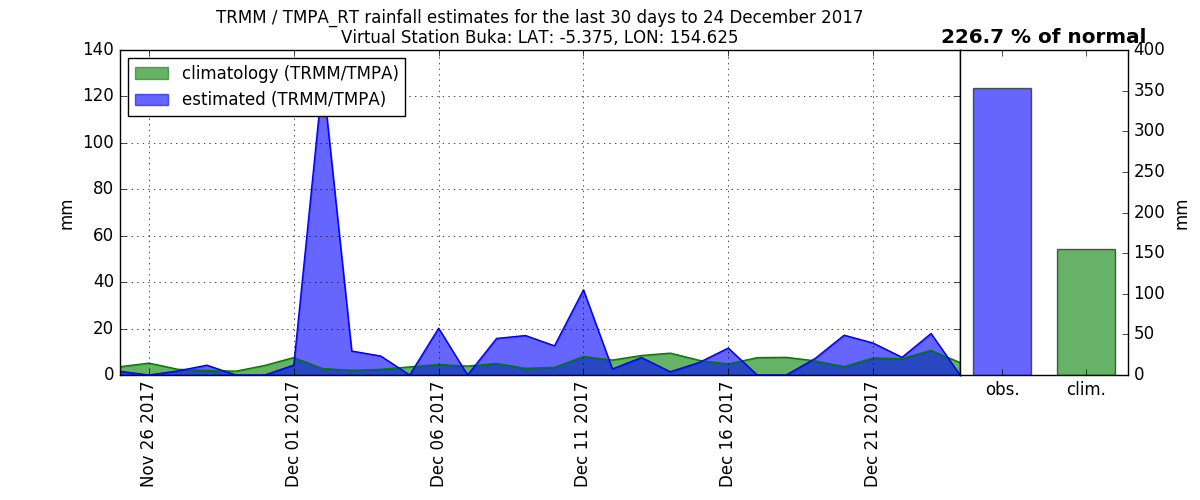 TRMM / TMPA_RT rainfall estimates for the last 30 days to 24 December 2017
Virtual Station Buka: LAT: -5.375, LON: 154.625
226.7 % of normal
climatology (TRMM/TMPA)
estimated (TRMM/TMPA)
140
120
100
80
60
40
20
0
mm
Nov 26 2017
Dec 01 2017
Dec 06 2017
Dec 11 2017
Dec 16 2017
Dec 21 2017
obs.
clim.
400
350
300
250
200
150
100
50
0
mm